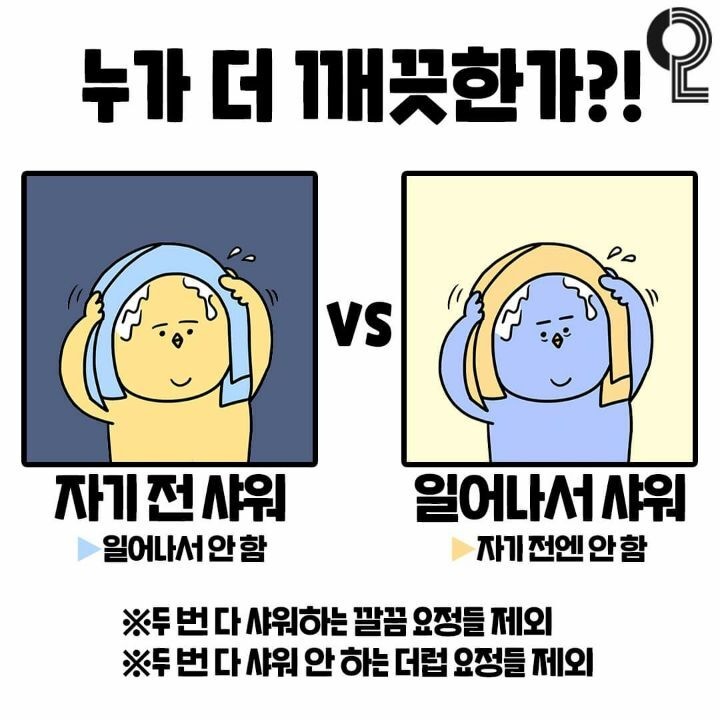 누가 더 깨끗한가?!
VS
자기 전 샤워
▶일어나서 안 함
일어나서 샤워
▶자기 전엔 안 함
※두 번 다 샤워하는 깔끔 요정들 제외
※두 번 다 샤워 안 하는 더럽 요정들 제외